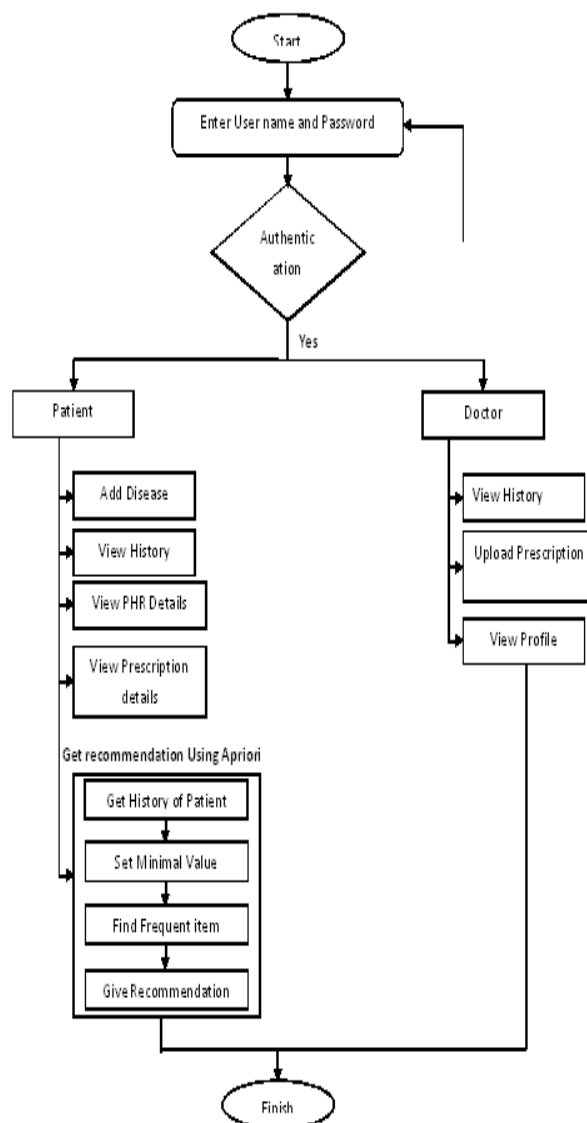 Start
Enter User name and Password
Authentic
ation
Yes
Patient
Doctor
Add Disease
View History
View PHR Details
View Prescription
details
View History
Upload Prescription
View Profile
Get recommendation Using Apriori
Get History of Patient
Set Minimal Value
Find Frequent item
Give Recommendation
Finish